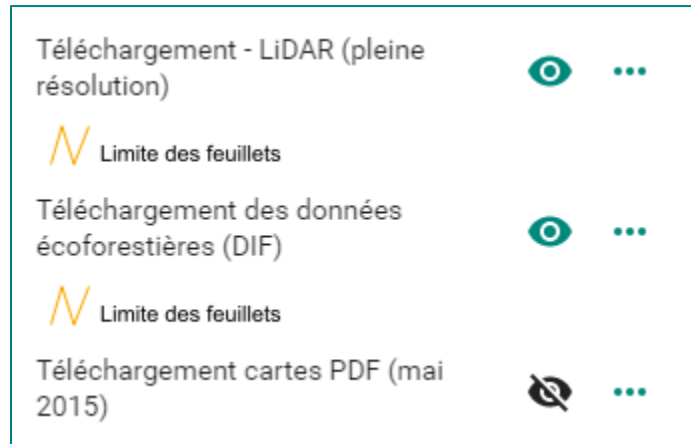 Téléchargement - LiDAR (pleine
résolution)
Limite des feuillets
Téléchargement des données
écoforestières (DIF)
Limite des feuillets
Téléchargement cartes PDF (mai
2015)